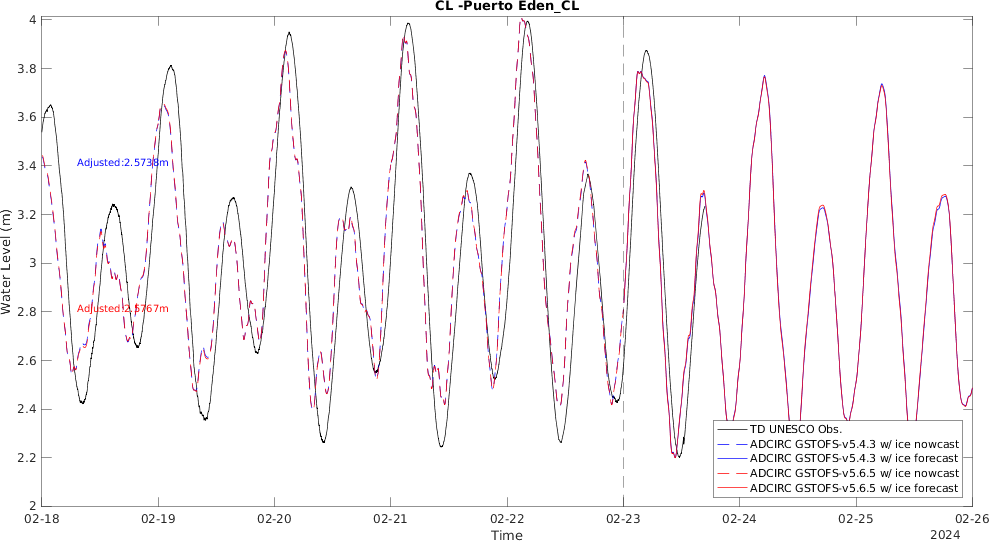 CL -Puerto Eden_CL
4
3.8
3.6
3.4
3.2
3
2.8
2.6
2.4
2.2
2
Water Level (m)
Adjusted:2.5738m
Adjusted:2.5767m
TD UNESCO Obs.
ADCIRC GSTOFS-v5.4.3 w/ ice nowcast
ADCIRC GSTOFS-v5.4.3 w/ ice forecast
ADCIRC GSTOFS-v5.6.5 w/ ice nowcast
ADCIRC GSTOFS-v5.6.5 w/ ice forecast
02-18 02-19 02-20 02-21 02-22 02-23 02-24 02-25 02-26
Time
2024